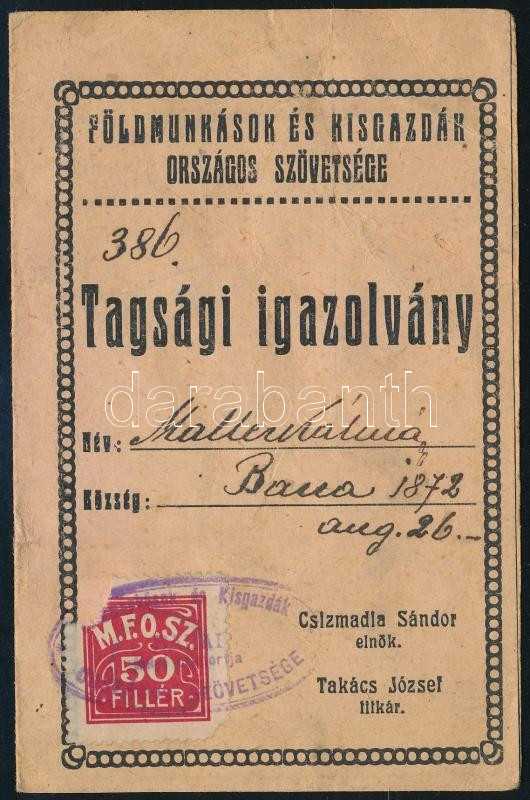 FÖLDMUNKÁSOK ÉS KISGAZDÁK
ORSZÁGOS SZÖVETSÉGE
386.
Tagsági igazolvány
darabanth
Név:
Község: Bana 1872
aug. 26.
és Kisgazdák
SZÖVETSÉGE
M.F.O.SZ.
50
FILLÉR
Csizmadia Sándor
elnök.
Takács József
titkár.